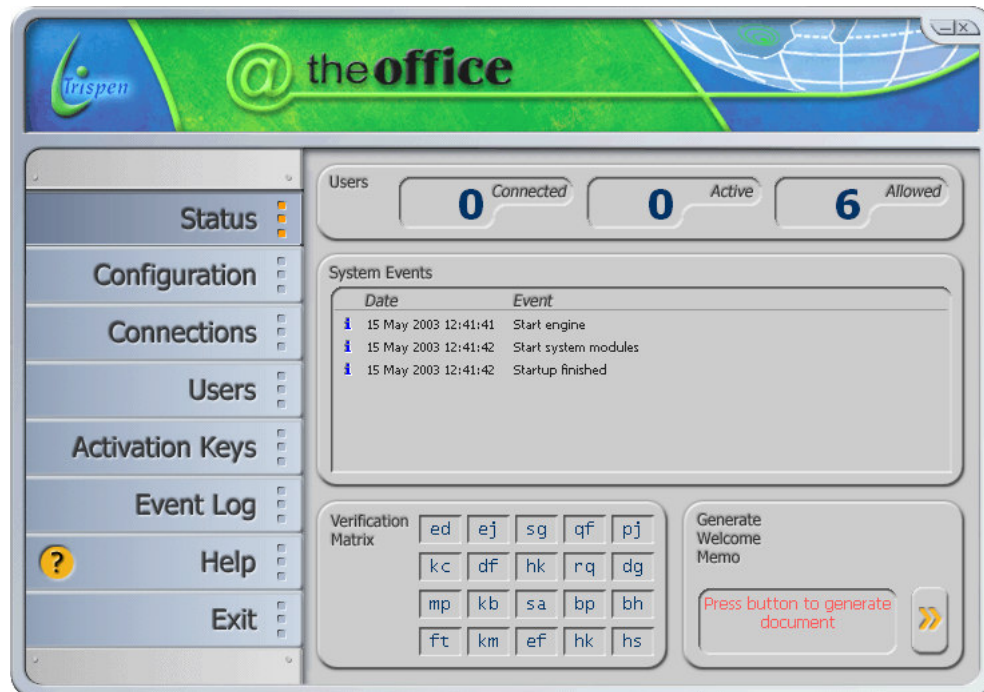 Trispen
@ the office
Status
Configuration
Connections
Users
Activation Keys
Event Log
? Help
Exit
Users
0 Connected 0 Active 6 Allowed
System Events
Date Event
i 15 May 2003 12:41:41 Start engine
i 15 May 2003 12:41:42 Start system modules
i 15 May 2003 12:41:42 Startup finished
Verification
Matrix
ed ej sg qf pj
kc df hk rq dg
mp kb sa bp bh
ft km ef hk hs
Generate
Welcome
Memo
Press button to generate
document